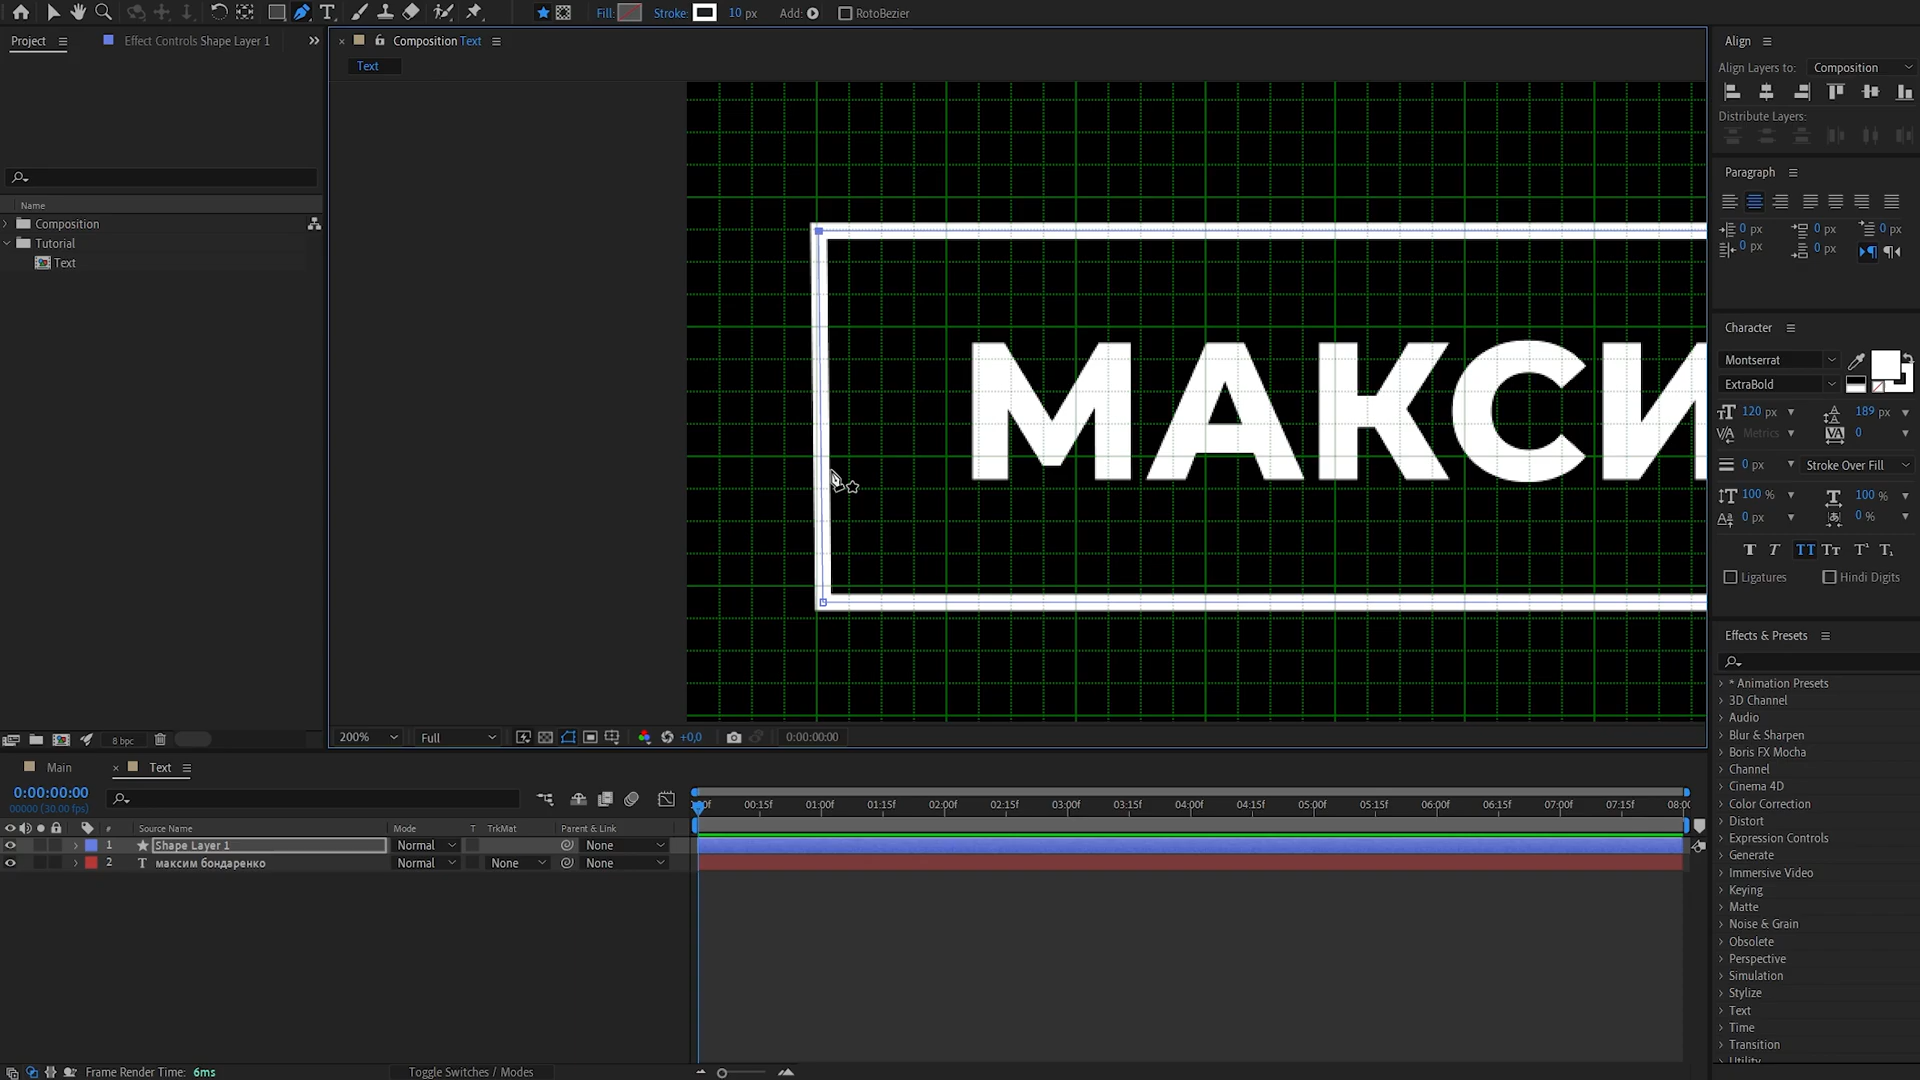 Fill:
Stroke:
10 px
Add:
RotoBezier
Project
Effect Controls Shape Layer 1
Composition Text
Text
Name
Composition
Tutorial
Text
8 bpc
МАКСИ
200%
Full
+0,0
0:00:00:00
Align
Align Layers to:
Composition
Distribute Layers:
Paragraph
0 px
0 px
0 px
0 px
0 px
Character
Montserrat
ExtraBold
120 px
189 px
Metrics
0
0 px
Stroke Over Fill
100 %
100 %
0 px
0 %
Ligatures
Hindi Digits
Effects & Presets
* Animation Presets
3D Channel
Audio
Blur & Sharpen
Boris FX Mocha
Channel
Cinema 4D
Color Correction
Distort
Expression Controls
Generate
Immersive Video
Keying
Matte
Noise & Grain
Obsolete
Perspective
Simulation
Stylize
Text
Time
Transition
Main
Text
0:00:00:00
00000 (30.00 fps)
00:15f
01:00f
01:15f
02:00f
02:15f
03:00f
03:15f
04:00f
04:15f
05:00f
05:15f
06:00f
06:15f
07:00f
07:15f
#
Source Name
Mode
T
TrkMat
Parent & Link
1
Shape Layer 1
Normal
None
2
T
максим бондаренко
Normal
None
None
Frame Render Time: 6ms
Toggle Switches / Modes